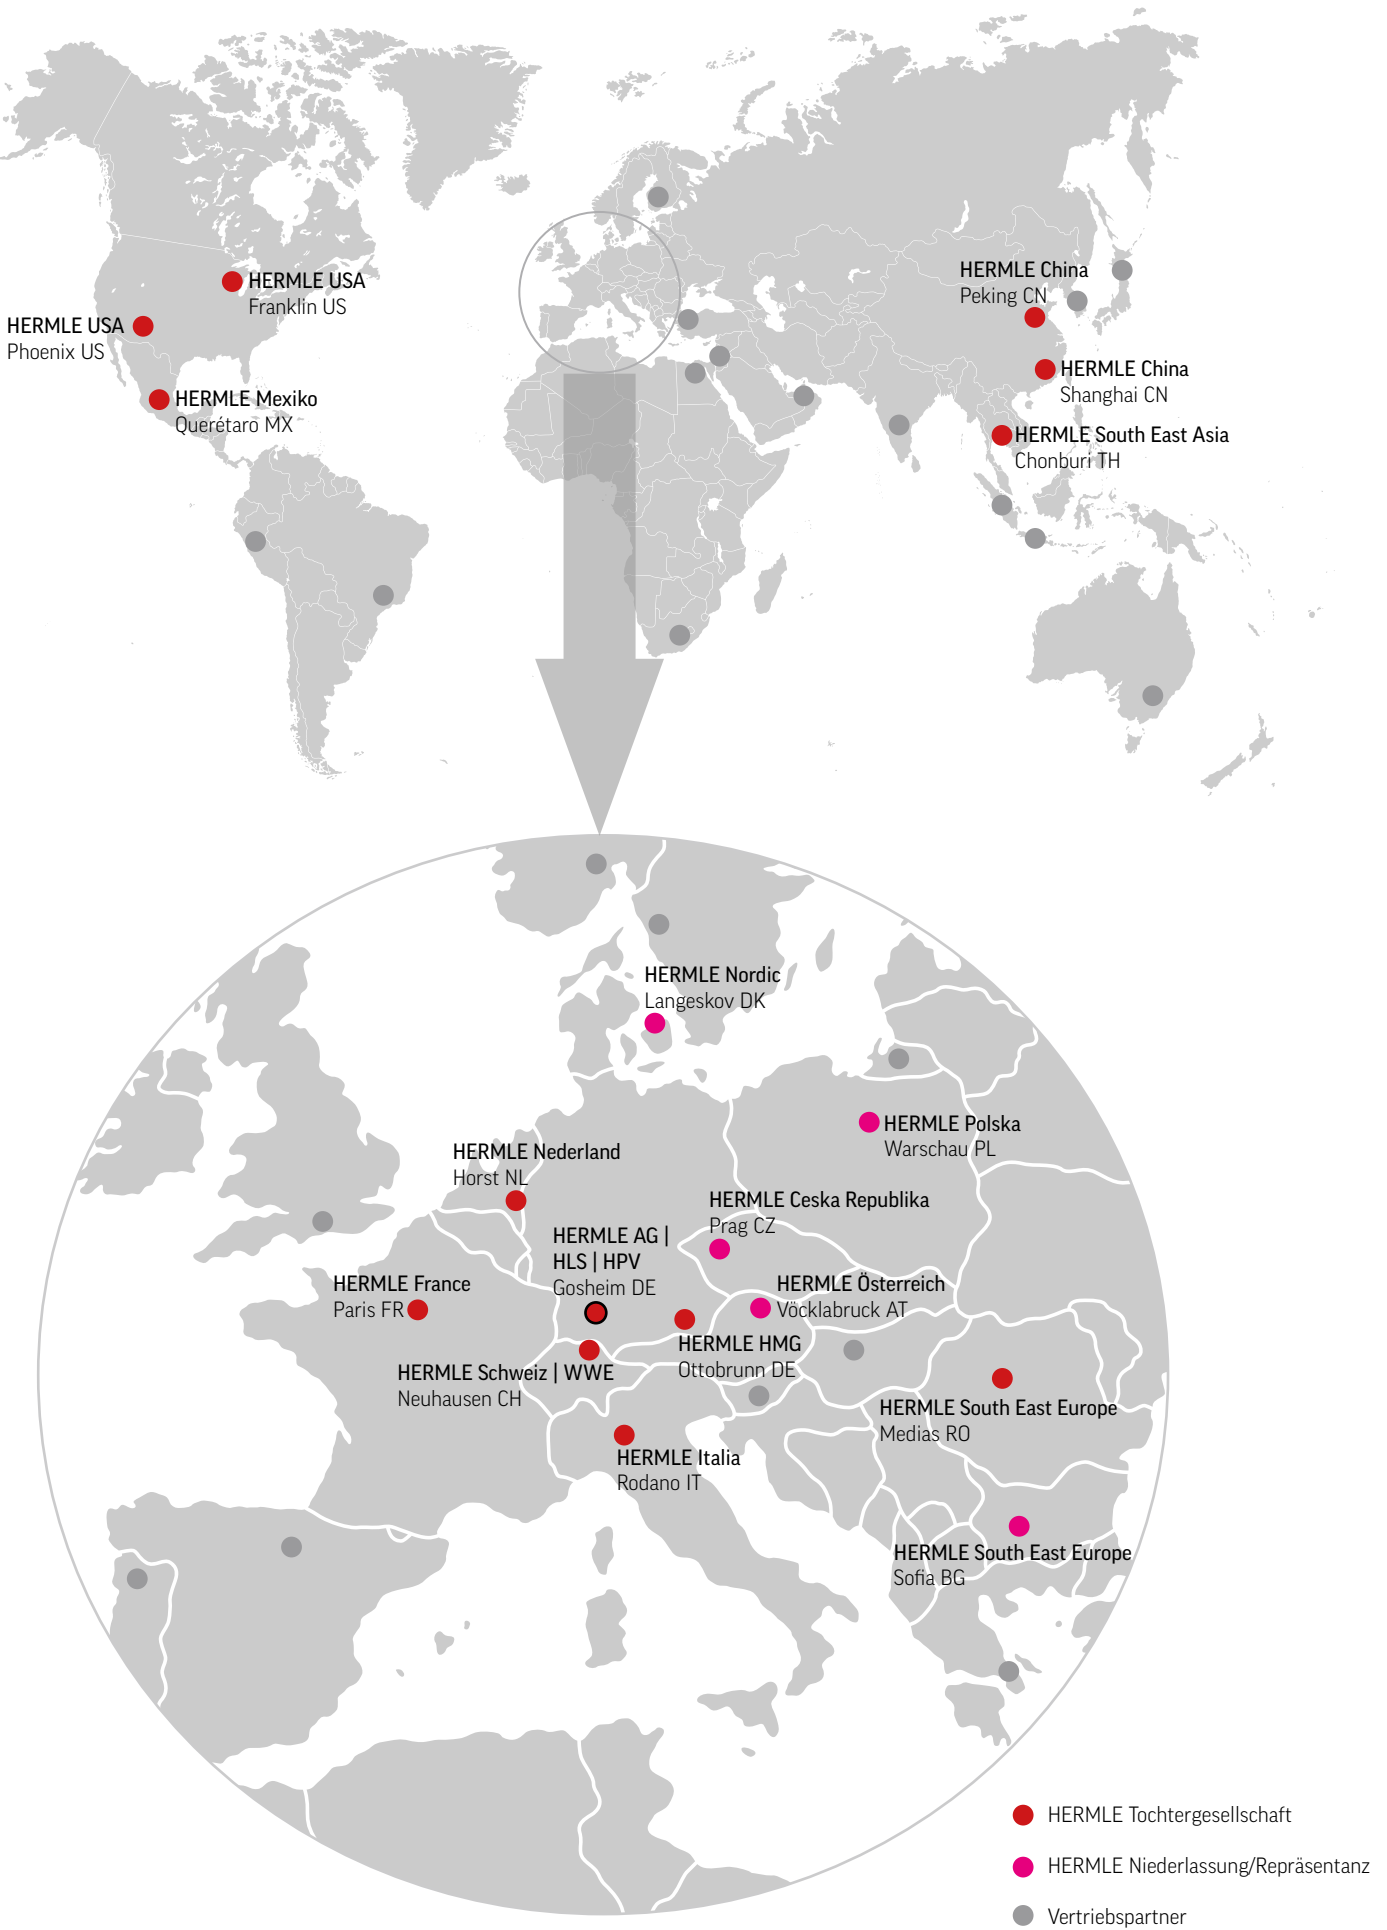 HERMLE USA
Franklin US
HERMLE USA
Phoenix US
HERMLE Mexiko
Querétaro MX
HERMLE China
Peking CN
HERMLE China
Shanghai CN
HERMLE South East Asia
Chonburi TH
HERMLE Nordic
Langeskov DK
HERMLE Polska
Warschau PL
HERMLE Nederland
Horst NL
HERMLE Ceska Republika
Prag CZ
HERMLE AG |
HLS | HPV
Gosheim DE
HERMLE France
Paris FR
HERMLE Österreich
Vöcklabruck AT
HERMLE HMG
Ottobrunn DE
HERMLE Schweiz | WWE
Neuhausen CH
HERMLE South East Europe
Medias RO
HERMLE Italia
Rodano IT
HERMLE South East Europe
Sofia BG
HERMLE Tochtergesellschaft
HERMLE Niederlassung/Repräsentanz
Vertriebspartner